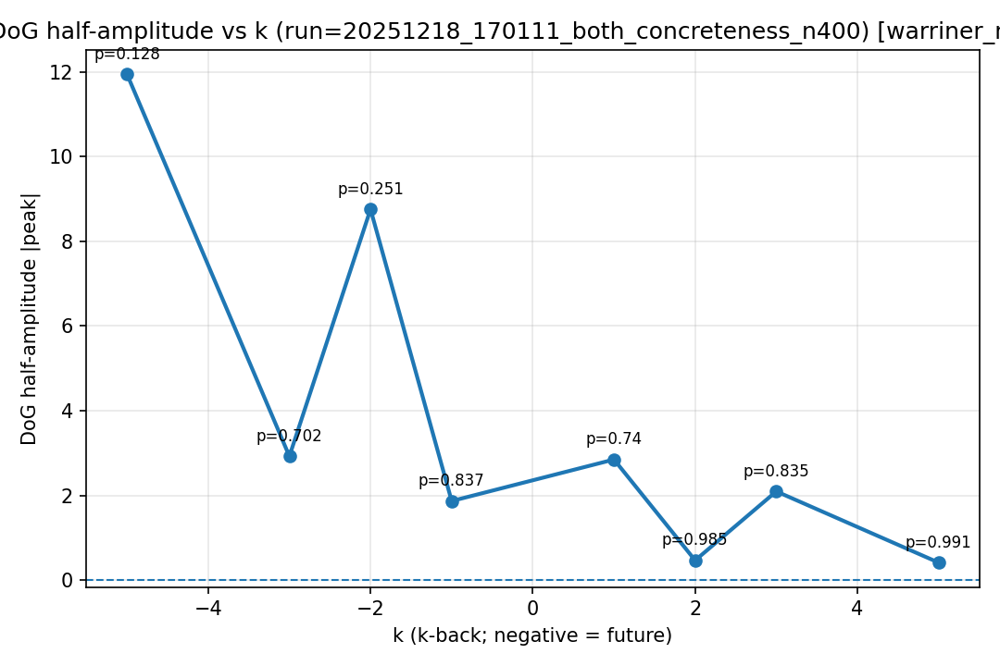 DoG half-amplitude vs k (run=20251218_170111_both_concreteness_n400) [warriner_
p=0.128
12
p=0.251
10
8
6
4
2
0
p=0.702
p=0.837
p=0.74
p=0.985
p=0.835
p=0.991
DoG half-amplitude |peak|
−4
−2
0
2
4
k (k-back; negative = future)